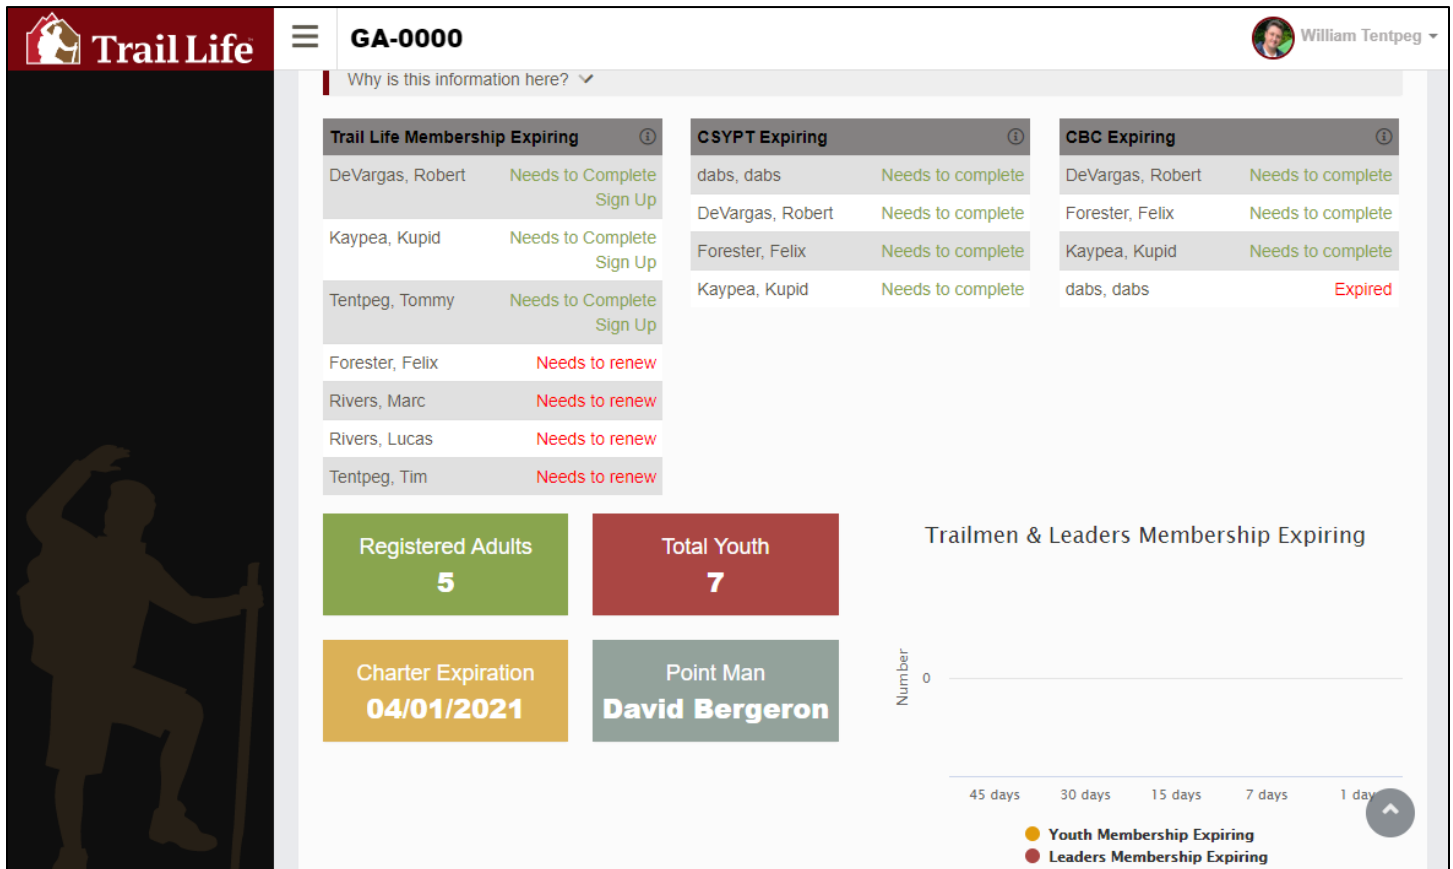 Trail Life
GA-0000
William Tentpeg
Why is this information here?
Trail Life Membership Expiring
DeVargas, Robert Needs to Complete
Sign Up
Kaypea, Kupid Needs to Complete
Sign Up
Tentpeg, Tommy Needs to Complete
Sign Up
Forester, Felix Needs to renew
Rivers, Marc Needs to renew
Rivers, Lucas Needs to renew
Tentpeg, Tim Needs to renew
CSYPT Expiring
dabs, dabs Needs to complete
DeVargas, Robert Needs to complete
Forester, Felix Needs to complete
Kaypea, Kupid Needs to complete
CBC Expiring
DeVargas, Robert Needs to complete
Forester, Felix Needs to complete
Kaypea, Kupid Needs to complete
dabs, dabs Expired
Registered Adults
5
Total Youth
7
Charter Expiration
04/01/2021
Point Man
David Bergeron
Trailmen & Leaders Membership Expiring
Number
0
45 days 30 days 15 days 7 days 1 day
Youth Membership Expiring
Leaders Membership Expiring